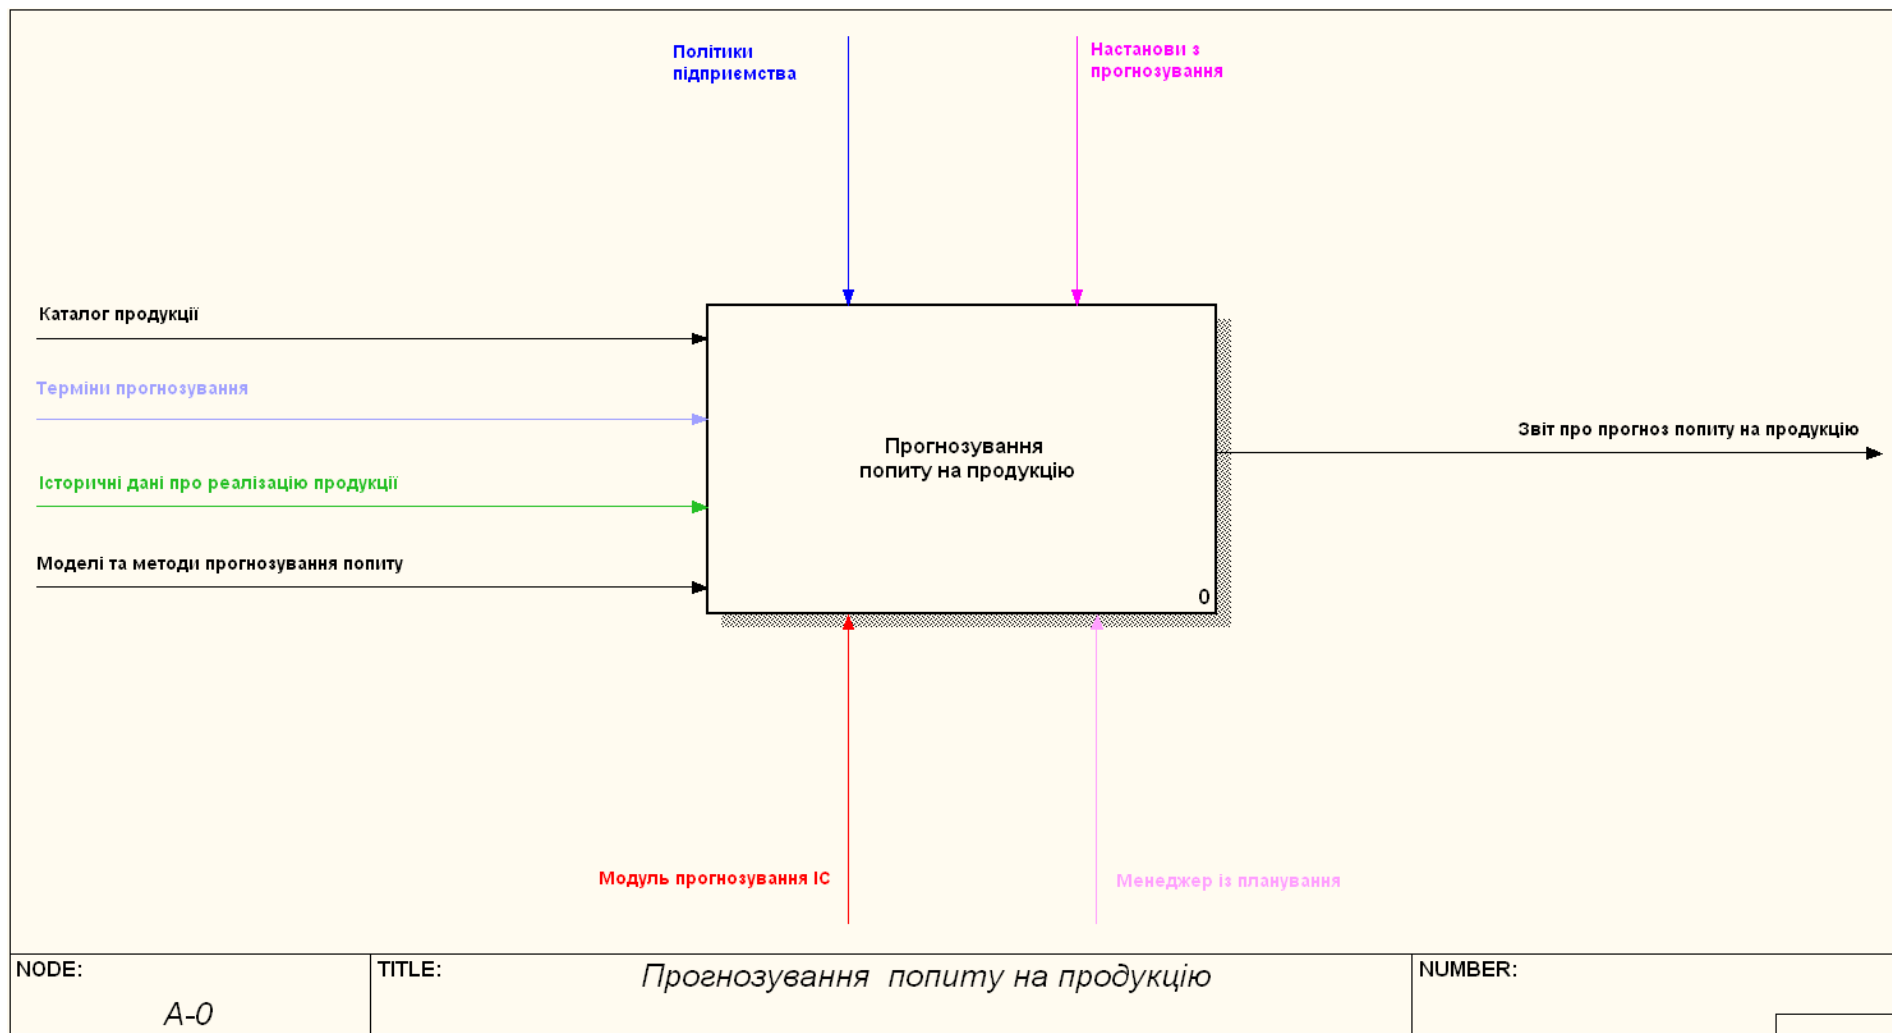 Політики
підприємства
Настанови з
прогнозування
Каталог продукції
Терміни прогнозування
Історичні дані про реалізацію продукції
Моделі та методи прогнозування попиту
Прогнозування
попиту на продукцію
0
Звіт про прогноз попиту на продукцію
Модуль прогнозування ІС
Менеджер із планування
NODE:
A-0
TITLE:
Прогнозування попиту на продукцію
NUMBER: